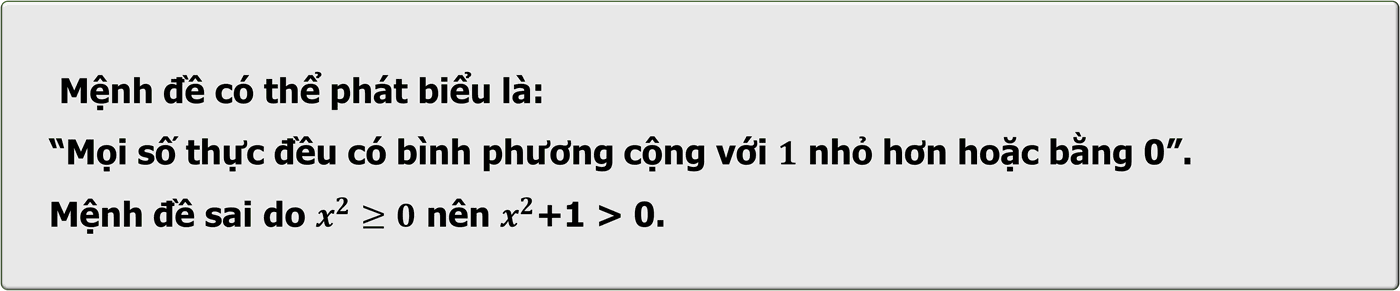 Mệnh đề có thể phát biểu là:
“Mọi số thực đều có bình phương cộng với 1 nhỏ hơn hoặc bằng 0”.
Mệnh đề sai do x² ≥ 0 nên x²+1 > 0.